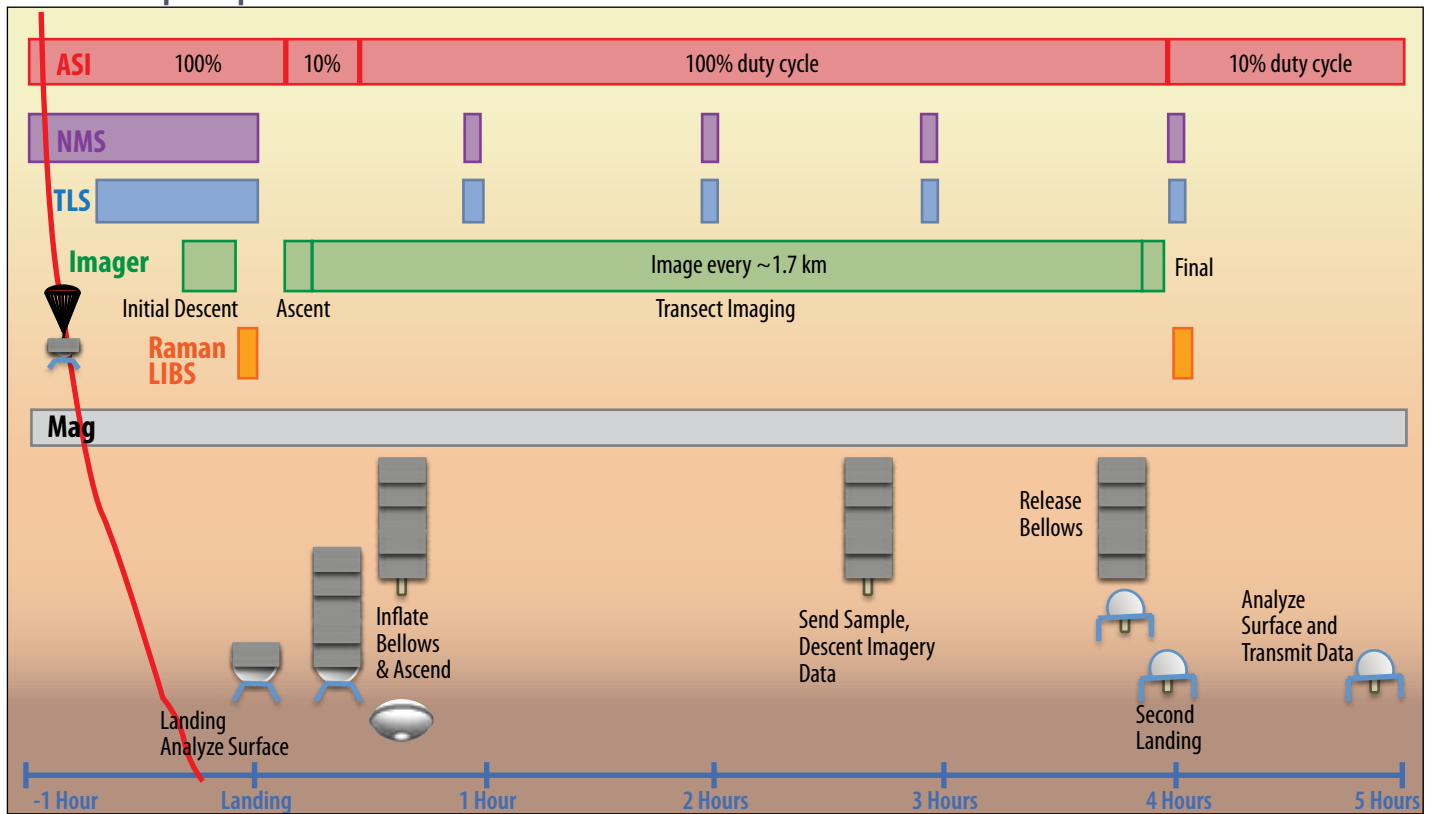 ASI
100%
10%
100% duty cycle
10% duty cycle
NMS
TLS
Imager
Image every ~1.7 km
Final
Initial Descent
Ascent
Transect Imaging
Raman
LIBS
Mag
Release
Bellows
Inflate
Bellows
& Ascend
Send Sample,
Descent Imagery
Data
Analyze
Surface and
Transmit Data
Landing
Analyze Surface
Second
Landing
-1 Hour
Landing
1 Hour
2 Hours
3 Hours
4 Hours
5 Hours